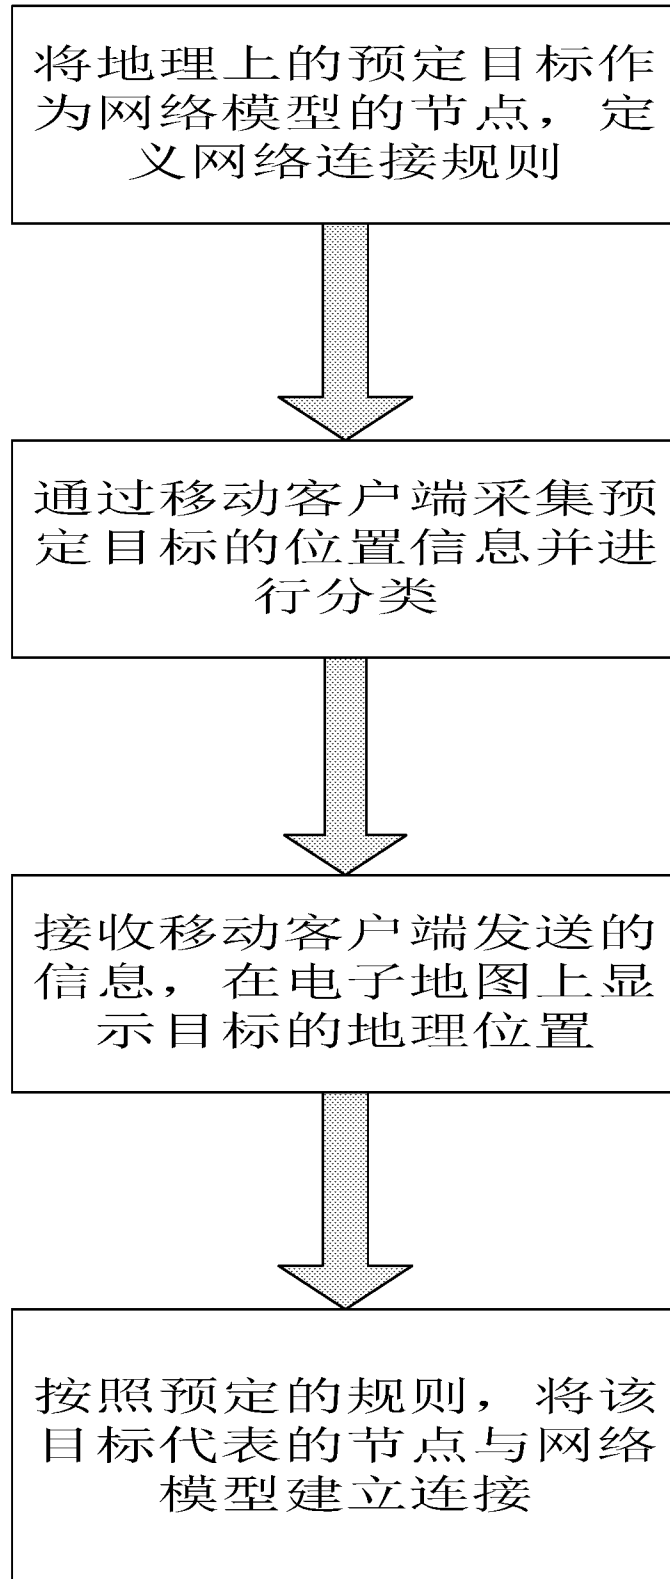 将地理上的预定目标作
为网络模型的节点，定
义网络连接规则
通过移动客户端采集预
定目标的位置信息并进
行分类
接收移动客户端发送的
信息，在电子地图上显
示目标的地理位置
按照预定的规则，将该
目标代表的节点与网络
模型建立连接